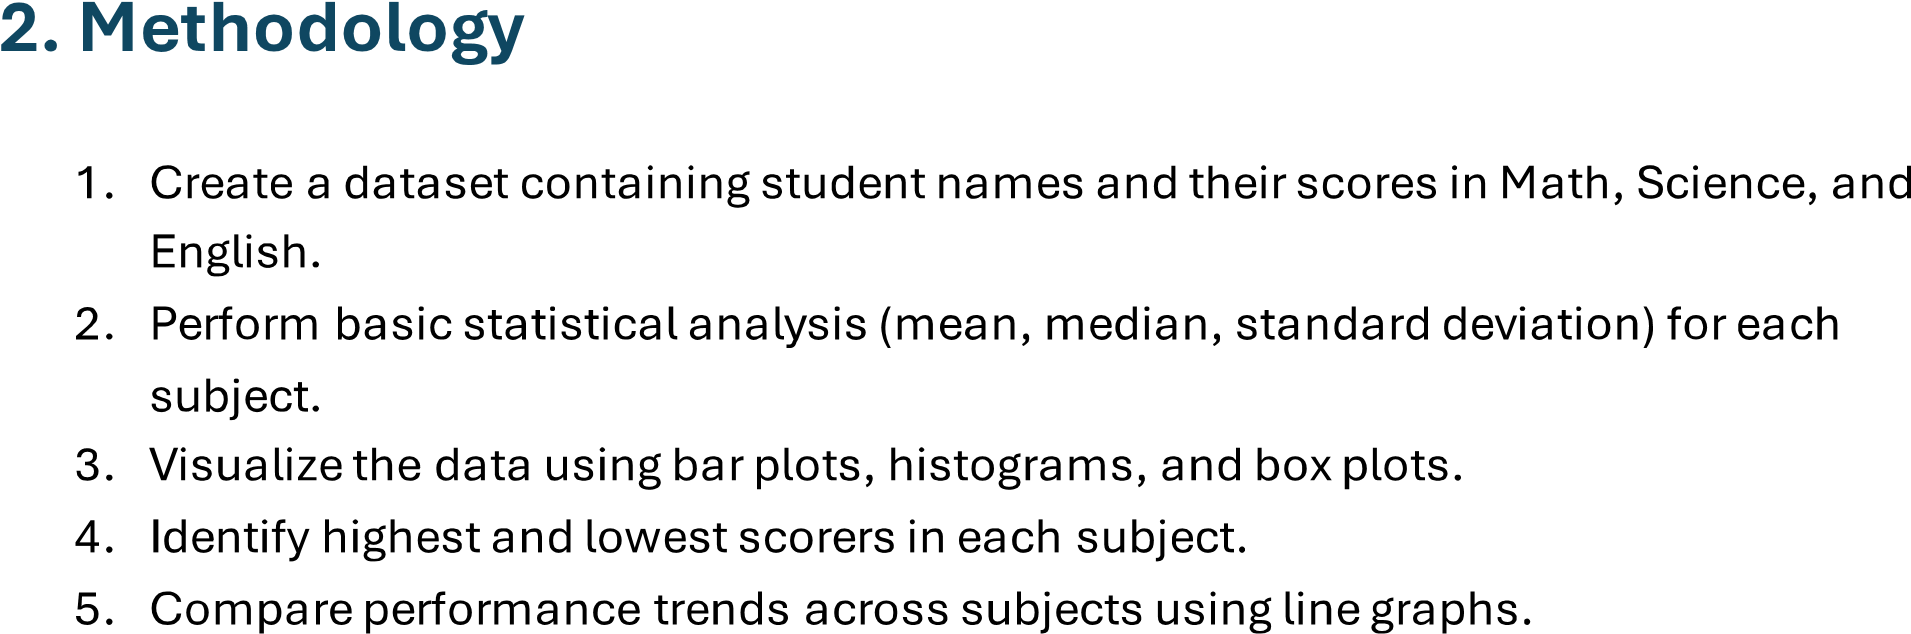 2. Methodology
1. Create a dataset containing student names and their scores in Math, Science, and
English.
2. Perform basic statistical analysis (mean, median, standard deviation) for each
subject.
3. Visualize the data using bar plots, histograms, and box plots.
4. Identify highest and lowest scorers in each subject.
5. Compare performance trends across subjects using line graphs.